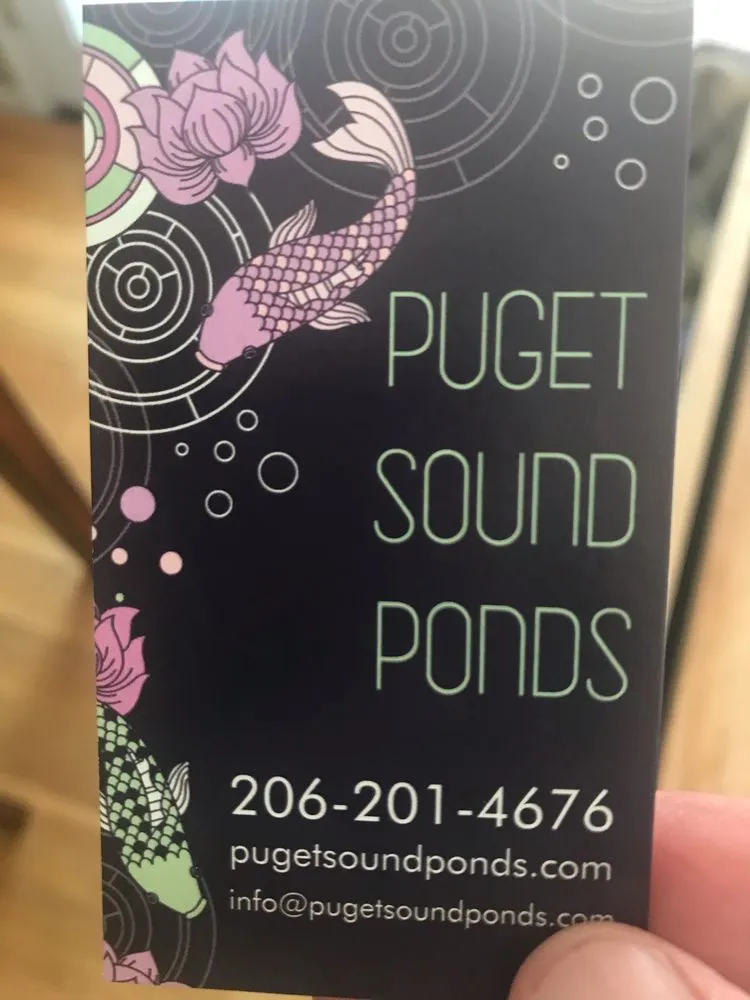 PUGET
SOUND
PONDS
206-201-4676
pugetsoundponds.com
info@pugetsoundponds.com